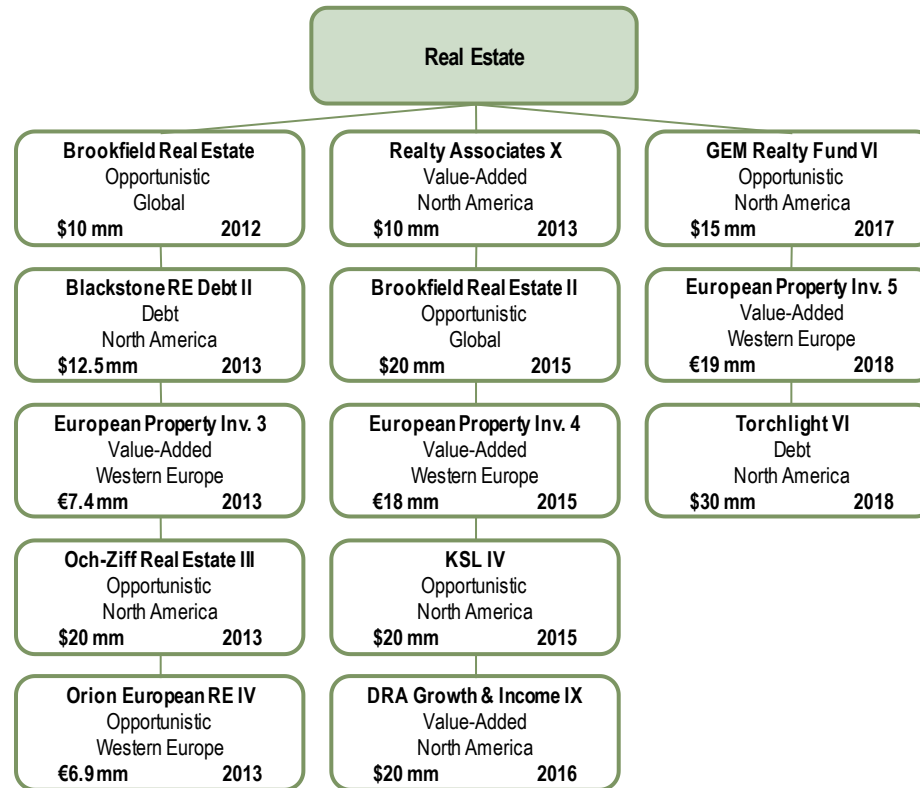 Real Estate
Brookfield Real Estate
Opportunistic
Global
$10 mm 2012
Blackstone RE Debt II
Debt
North America
$12.5 mm 2013
European Property Inv. 3
Value-Added
Western Europe
€7.4 mm 2013
Och-Ziff Real Estate III
Opportunistic
North America
$20 mm 2013
Orion European RE IV
Opportunistic
Western Europe
€6.9 mm 2013
Realty Associates X
Value-Added
North America
$10 mm 2013
Brookfield Real Estate II
Opportunistic
Global
$20 mm 2015
European Property Inv. 4
Value-Added
Western Europe
€18 mm 2015
KSL IV
Opportunistic
North America
$20 mm 2015
DRA Growth & Income IX
Value-Added
North America
$20 mm 2016
GEM Realty Fund VI
Opportunistic
North America
$15 mm 2017
European Property Inv. 5
Value-Added
Western Europe
€19 mm 2018
Torchlight VI
Debt
North America
$30 mm 2018